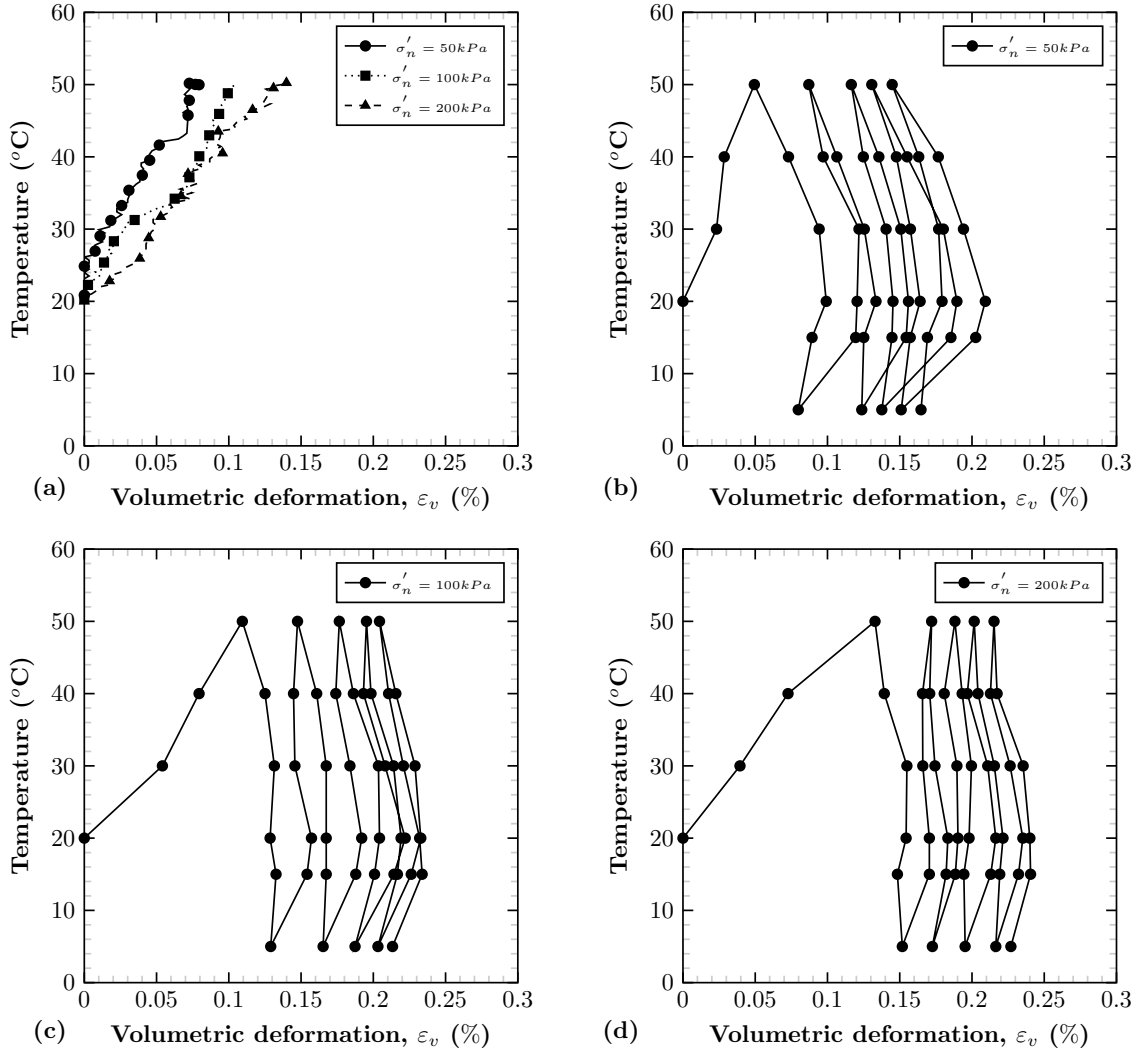 60
50
40
30
20
10
0
Temperature (°C)
σ′n = 50kPa
σ′n = 100kPa
σ′n = 200kPa
0 0.05 0.1 0.15 0.2 0.25 0.3
(a) Volumetric deformation, εv (%)
60
50
40
30
20
10
0
Temperature (°C)
σ′n = 50kPa
0 0.05 0.1 0.15 0.2 0.25 0.3
(b) Volumetric deformation, εv (%)
60
50
40
30
20
10
0
Temperature (°C)
σ′n = 100kPa
0 0.05 0.1 0.15 0.2 0.25 0.3
(c) Volumetric deformation, εv (%)
60
50
40
30
20
10
0
Temperature (°C)
σ′n = 200kPa
0 0.05 0.1 0.15 0.2 0.25 0.3
(d) Volumetric deformation, εv (%)